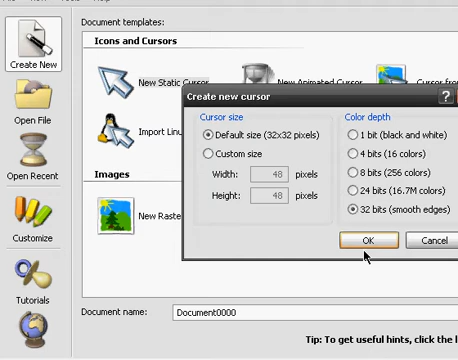 Document templates:
Icons and Cursors
Create New
New Static Cursor
New Animated Cursor
Create new cursor
?
Cursor size
Color depth
Default size (32x32 pixels)
1 bit (black and white)
Open File
Import
Custom size
4 bits (16 colors)
Width:
48
pixels
8 bits (256 colors)
Images
Height:
48
pixels
24 bits (16.7M colors)
Open Recent
32 bits (smooth edges)
New
OK
Cancel
Customize
Tutorials
Document name:
Document0000
Tip: To get useful hints, click the